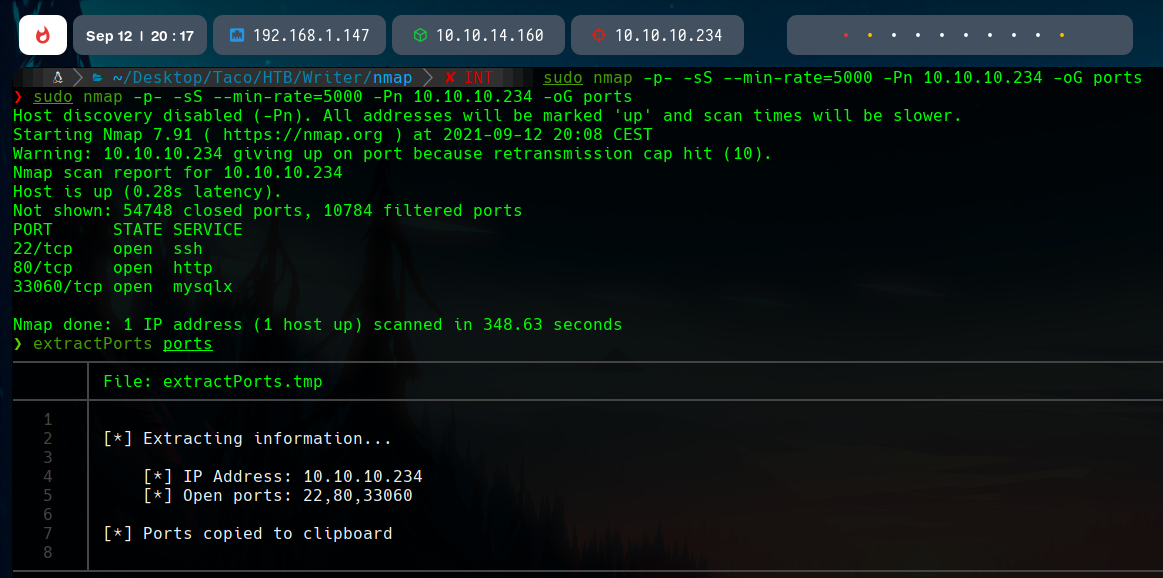 Sep 12 | 20:17 192.168.1.147 10.10.14.160 10.10.10.234
~/Desktop/Taco/HTB/Writer/nmap ✘ INT sudo nmap -p- -sS --min-rate=5000 -Pn 10.10.10.234 -oG ports
❯ sudo nmap -p- -sS --min-rate=5000 -Pn 10.10.10.234 -oG ports
Host discovery disabled (-Pn). All addresses will be marked 'up' and scan times will be slower.
Starting Nmap 7.91 ( https://nmap.org ) at 2021-09-12 20:08 CEST
Warning: 10.10.10.234 giving up on port because retransmission cap hit (10).
Nmap scan report for 10.10.10.234
Host is up (0.28s latency).
Not shown: 54748 closed ports, 10784 filtered ports
PORT      STATE SERVICE
22/tcp    open  ssh
80/tcp    open  http
33060/tcp open  mysqlx
Nmap done: 1 IP address (1 host up) scanned in 348.63 seconds
❯ extractPorts ports
File: extractPorts.tmp
1
2 [*] Extracting information...
3
4 [*] IP Address: 10.10.10.234
5 [*] Open ports: 22,80,33060
6
7 [*] Ports copied to clipboard
8